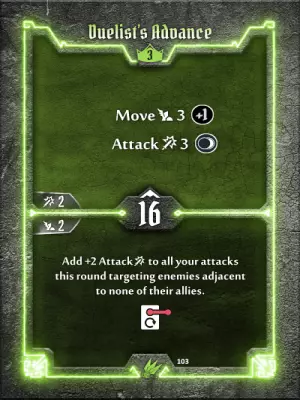 Duelist's Advance
3
Move 3 +1
Attack 3
2
16
2
Add +2 Attack to all your attacks
this round targeting enemies adjacent
to none of their allies.
103